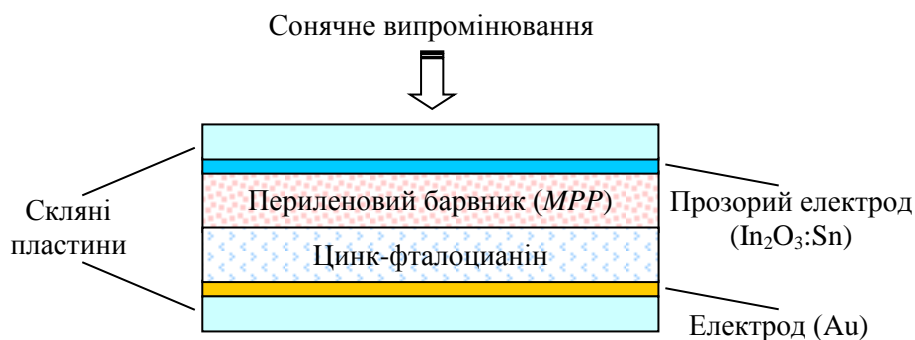 Сонячне випромінювання
Скляні
пластини
Периленовий барвник (MPP)
Цинк-фталоцианін
Прозорий електрод
(In₂O₃:Sn)
Електрод (Au)